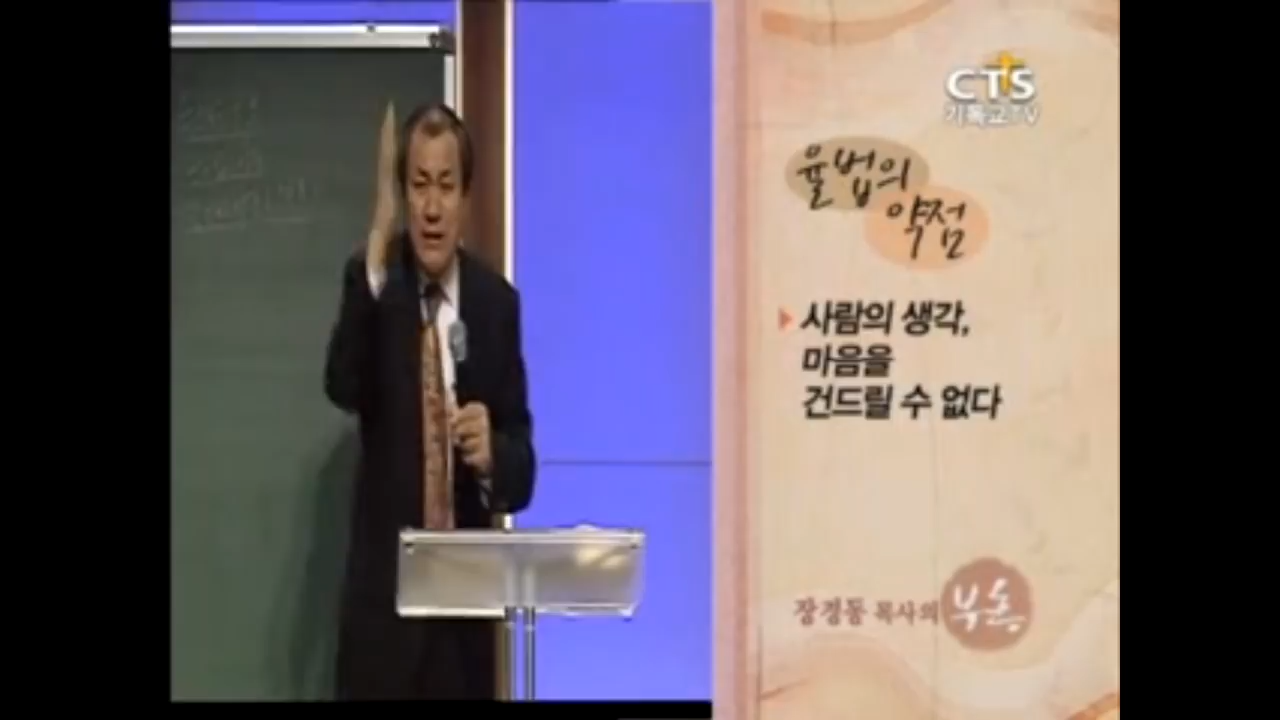 CTS
기독교TV
율법의
약점
사람의 생각,
마음을
건드릴 수 없다
장경동 목사의 부흥